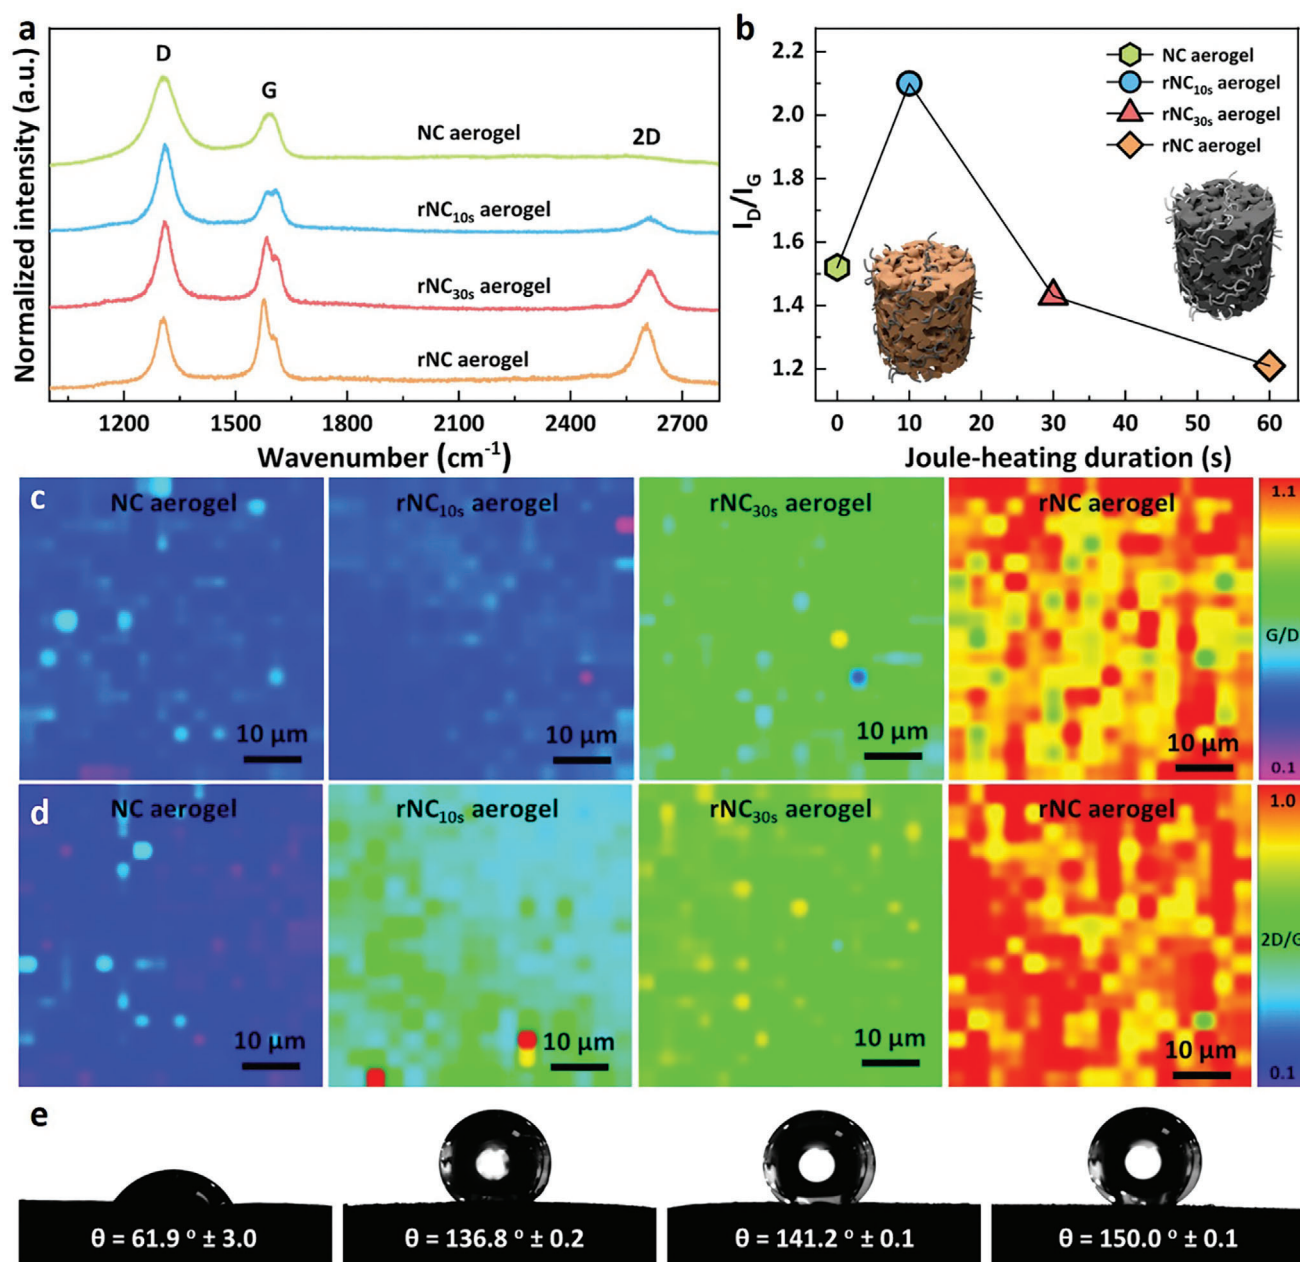 a
D
G
2D
NC aerogel
rNC10s aerogel
rNC30s aerogel
rNC aerogel
Normalized intensity (a.u.)
1200 1500 1800 2100 2400 2700
Wavenumber (cm-1)
b
NC aerogel
rNC10s aerogel
rNC30s aerogel
rNC aerogel
ID/IG
2.2
2.0
1.8
1.6
1.4
1.2
0 10 20 30 40 50 60
Joule-heating duration (s)
c
NC aerogel
10 μm
rNC10s aerogel
10 μm
rNC30s aerogel
10 μm
rNC aerogel
10 μm
1.1
G/D
0.1
d
NC aerogel
10 μm
rNC10s aerogel
10 μm
rNC30s aerogel
10 μm
rNC aerogel
10 μm
1.0
2D/G
0.1
e
θ = 61.9 º ± 3.0
θ = 136.8 º ± 0.2
θ = 141.2 º ± 0.1
θ = 150.0 º ± 0.1